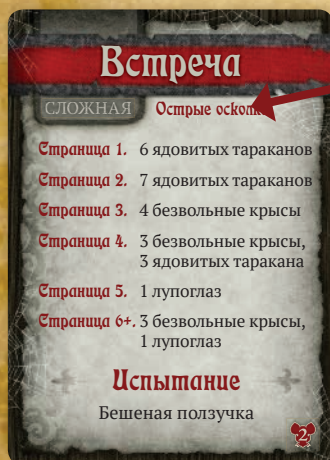 Встреча
СЛОЖНАЯ Острые
Страница 1. 6 ядовитых тараканов
Страница 2. 7 ядовитых тараканов
Страница 3. 4 безвольные крысы
Страница 4. 3 безвольные крысы,
3 ядовитых таракана
Страница 5. 1 лупоглаз
Страница 6+. 3 безвольные крысы,
1 лупоглаз
Испытание
Бешеная ползучка
2